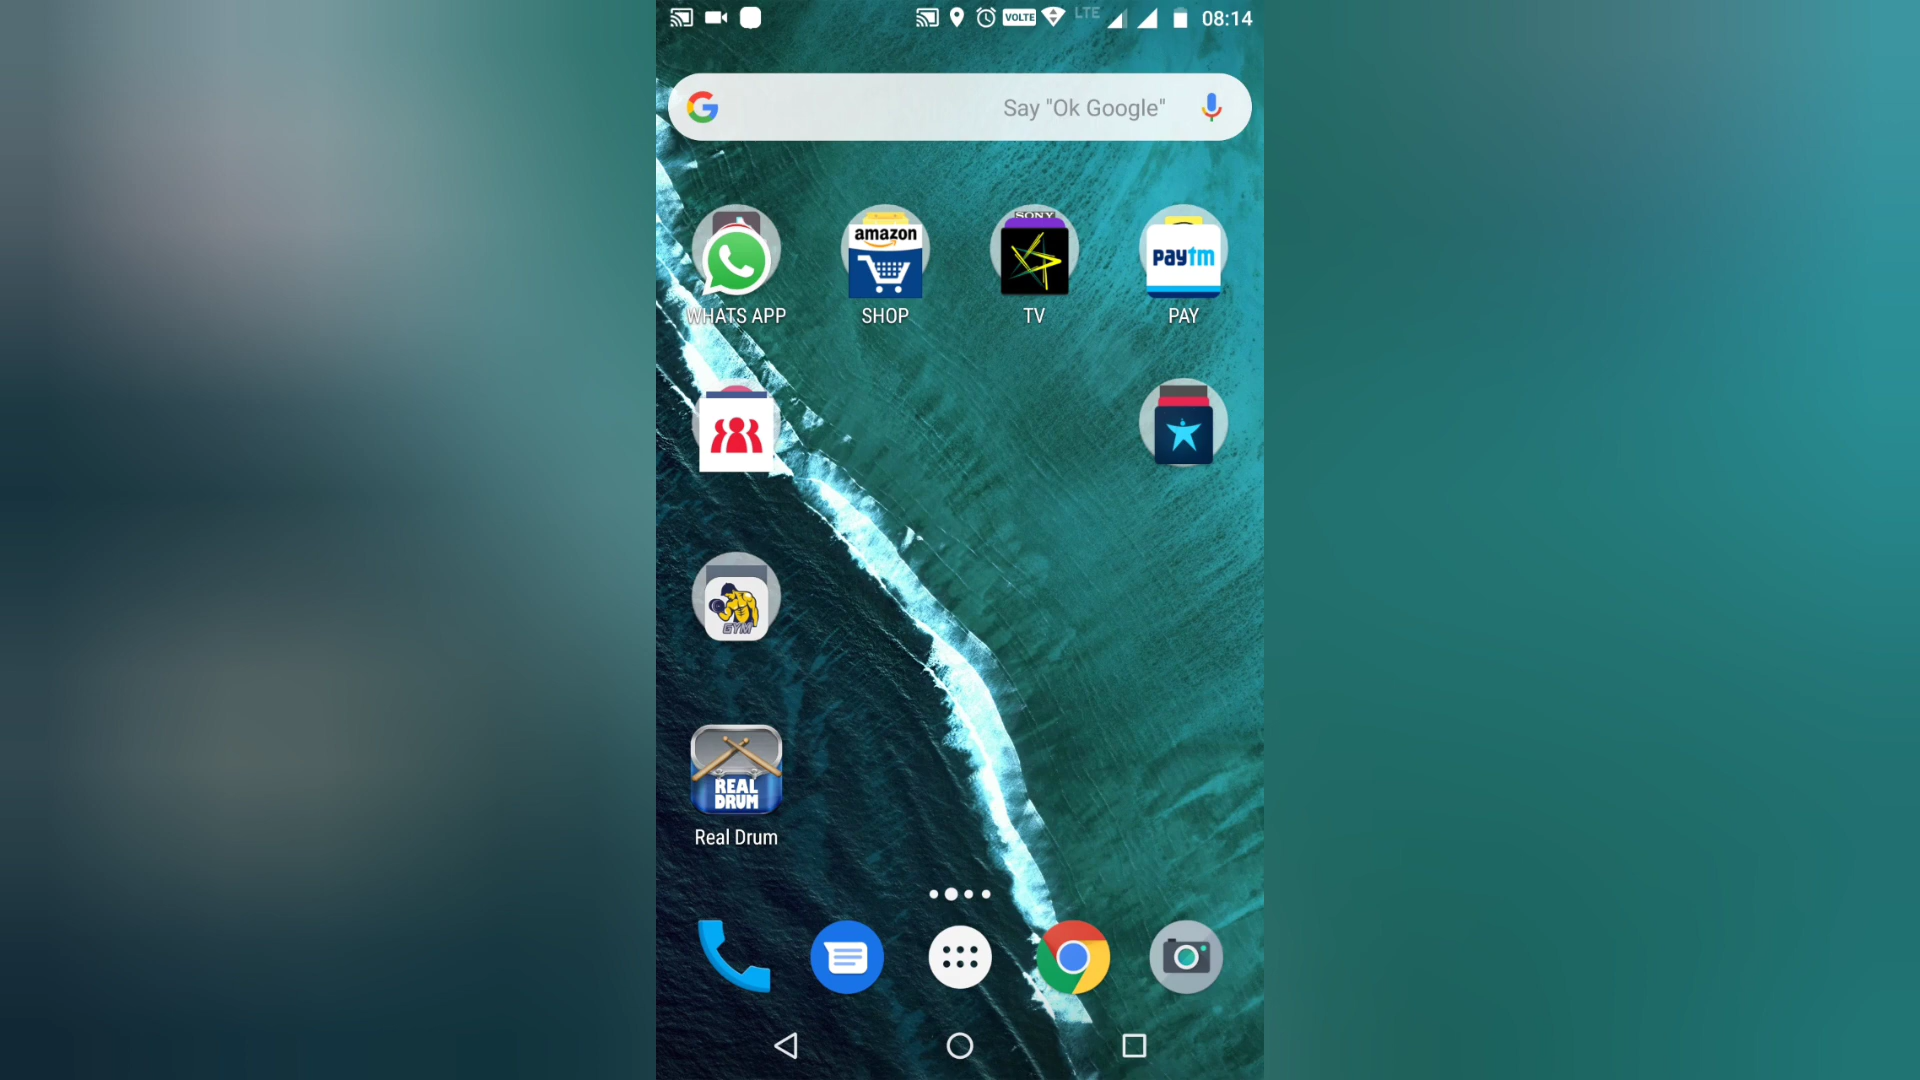 VOLTE LTE 08:14
Say "Ok Google"
SONY
amazon
paytm
WHATS APP SHOP TV PAY
GYM
REAL
DRUM
Real Drum